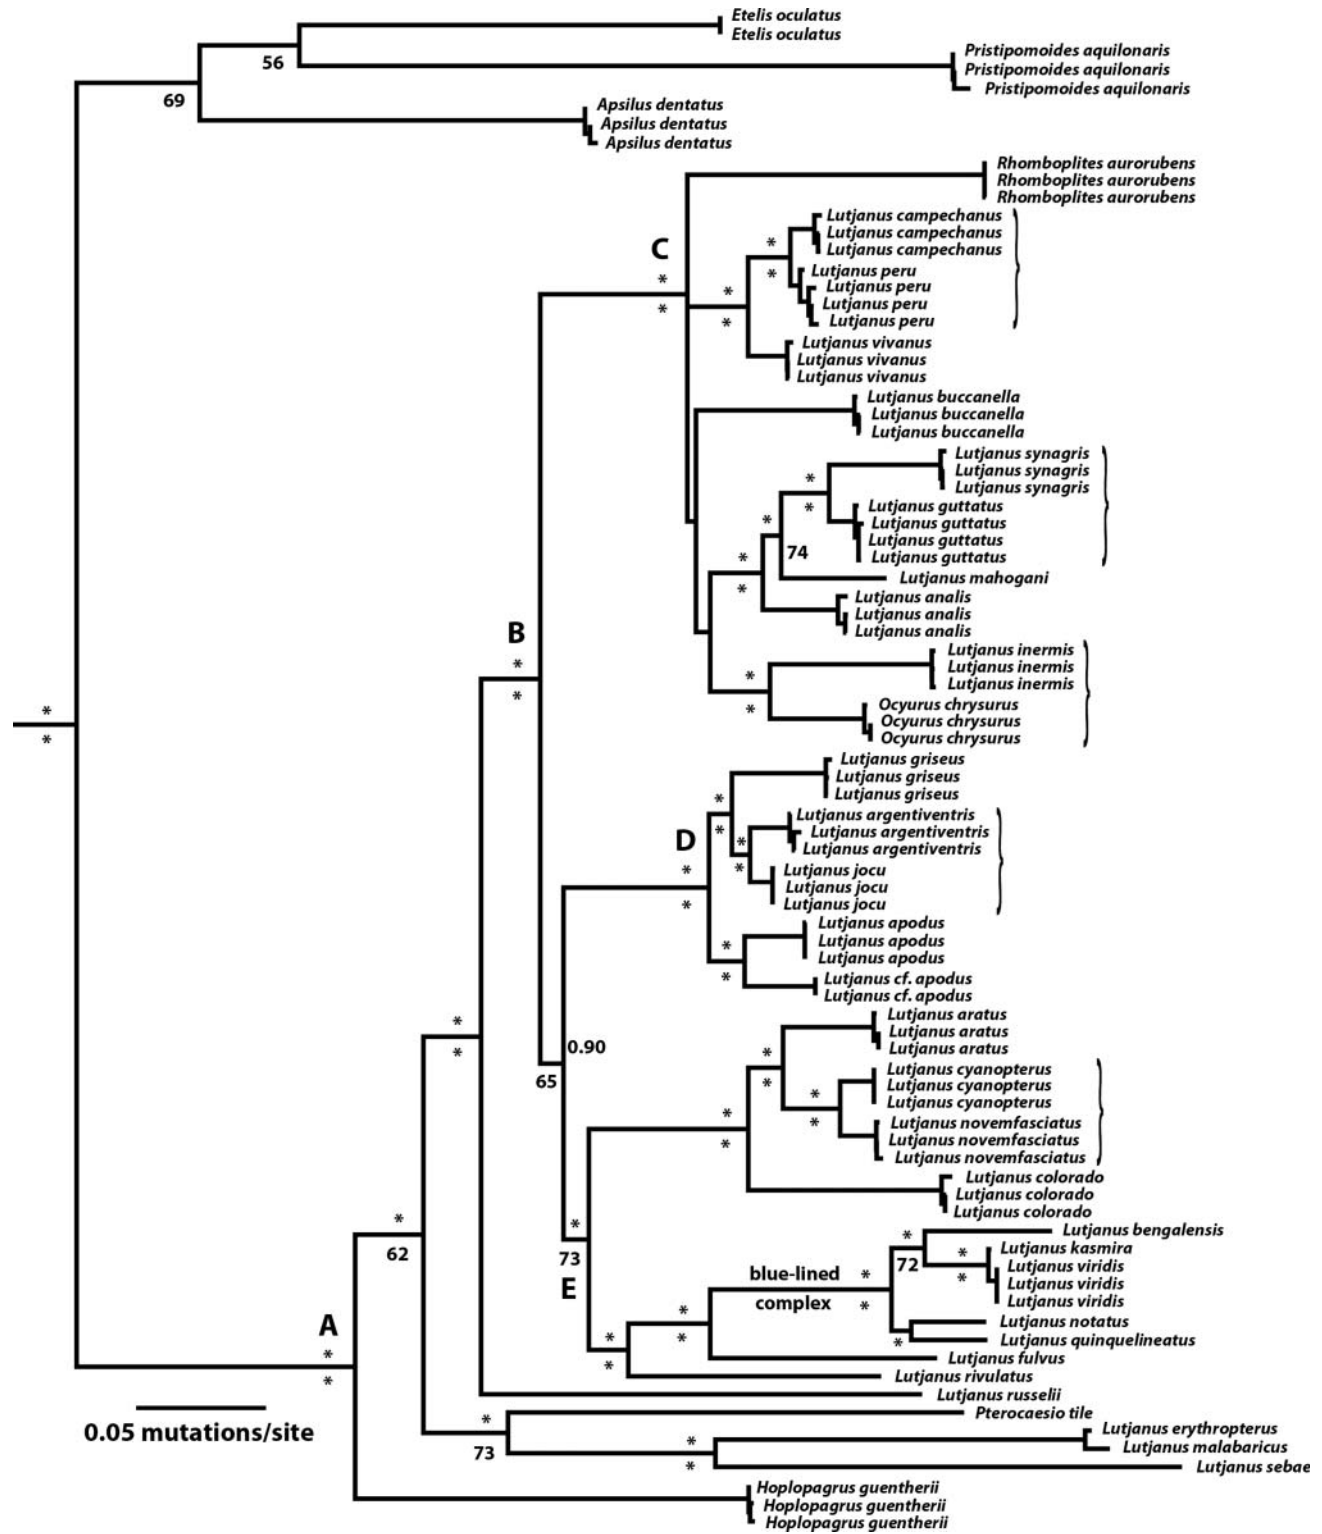 Etelis oculatus
Etelis oculatus
Pristipomoides aquilonaris
56
Pristipomoides aquilonaris
Pristipomoides aquilonaris
69
Apsilus dentatus
Apsilus dentatus
Apsilus dentatus
Rhomboplites aurorubens
Rhomboplites aurorubens
Rhomboplites aurorubens
Lutjanus campechanus
Lutjanus campechanus
C
* Lutjanus campechanus
* Lutjanus peru
* * Lutjanus peru
* * Lutjanus peru
Lutjanus peru
Lutjanus vivanus
Lutjanus vivanus
Lutjanus vivanus
Lutjanus buccanella
Lutjanus buccanella
Lutjanus buccanella
Lutjanus synagris
* Lutjanus synagris
Lutjanus synagris
* Lutjanus guttatus
* Lutjanus guttatus
Lutjanus guttatus
* 74 Lutjanus guttatus
* Lutjanus mahogani
Lutjanus analis
Lutjanus analis
B Lutjanus analis
Lutjanus inermis
* * Lutjanus inermis
* Lutjanus inermis
* * Ocyurus chrysurus
* Ocyurus chrysurus
* Ocyurus chrysurus
Lutjanus griseus
Lutjanus griseus
* Lutjanus griseus
Lutjanus argentiventris
* Lutjanus argentiventris
D * Lutjanus argentiventris
* * Lutjanus jocu
Lutjanus jocu
* Lutjanus jocu
Lutjanus apodus
* Lutjanus apodus
Lutjanus apodus
* Lutjanus cf. apodus
Lutjanus cf. apodus
Lutjanus aratus
* Lutjanus aratus
* 0.90 * Lutjanus aratus
65 * Lutjanus cyanopterus
Lutjanus cyanopterus
* Lutjanus cyanopterus
* * Lutjanus novemfasciatus
* Lutjanus novemfasciatus
Lutjanus novemfasciatus
Lutjanus colorado
Lutjanus colorado
Lutjanus colorado
* * * Lutjanus bengalensis
62 73 * Lutjanus kasmira
72 * Lutjanus viridis
blue-lined *
E Lutjanus viridis
complex * Lutjanus viridis
* Lutjanus notatus
A * * * Lutjanus quinquelineatus
* * Lutjanus fulvus
* Lutjanus rivulatus
Lutjanus russelii
0.05 mutations/site
* Pterocaesio tile
73 * Lutjanus erythropterus
Lutjanus malabaricus
* Lutjanus sebae
Hoplopagrus guentherii
Hoplopagrus guentherii
Hoplopagrus guentherii